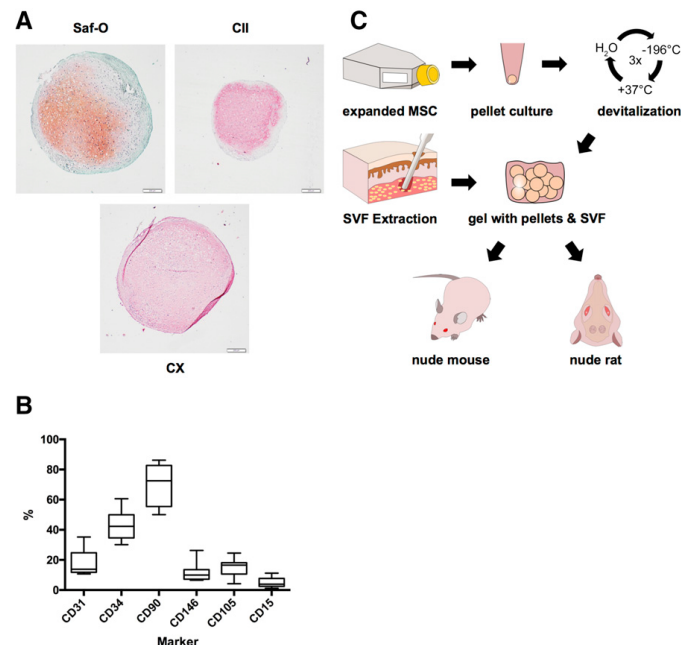 A
Saf-O
CII
CX
B
100
80
60
40
20
0
%
CD31
CD34
CD90
CD146
CD105
CD15
Marker
C
expanded MSC
pellet culture
H2O
3x
-196°C
+37°C
devitalization
SVF Extraction
gel with pellets & SVF
nude mouse
nude rat